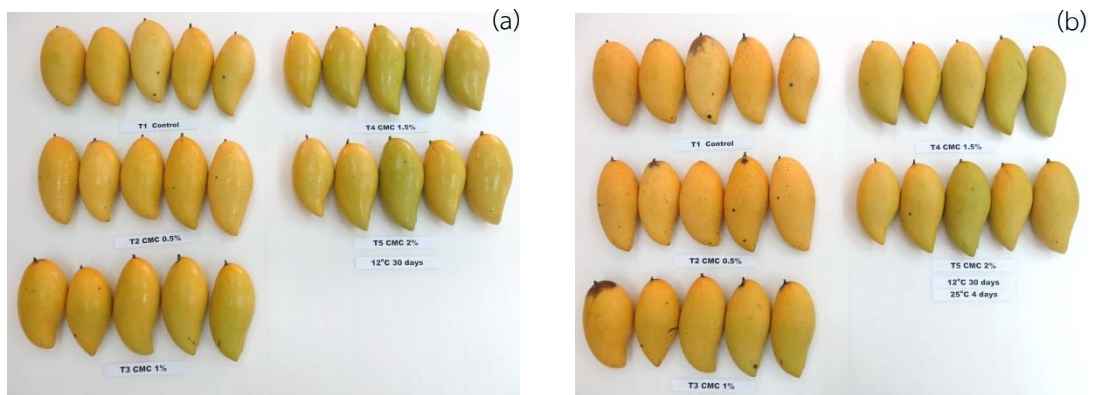 (a)
T1 Control
T4 CMC 1.5%
T2 CMC 0.5%
T5 CMC 2%
12°C 30 days
T3 CMC 1%
(b)
T1 Control
T4 CMC 1.5%
T2 CMC 0.5%
T5 CMC 2%
12°C 30 days
25°C 4 days
T3 CMC 1%